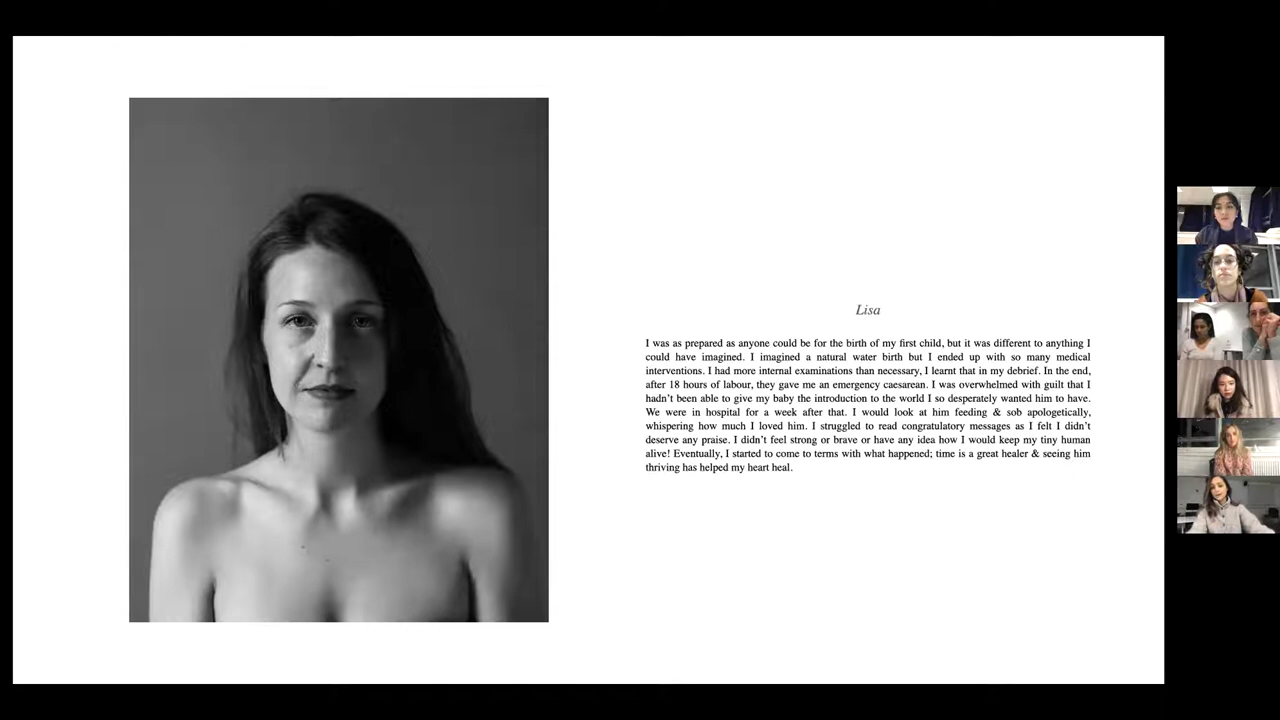 Lisa
I was as prepared as anyone could be for the birth of my first child, but it was different to anything I
could have imagined. I imagined a natural water birth but I ended up with so many medical
interventions. I had more internal examinations than necessary, I learnt that in my debrief. In the end,
after 18 hours of labour, they gave me an emergency caesarean. I was overwhelmed with guilt that I
hadn't been able to give my baby the introduction to the world I so desperately wanted him to have.
We were in hospital for a week after that. I would look at him feeding & sob apologetically,
whispering how much I loved him. I struggled to read congratulatory messages as I felt I didn't
deserve any praise. I didn't feel strong or brave or have any idea how I would keep my tiny human
alive! Eventually, I started to come to terms with what happened; time is a great healer & seeing him
thriving has helped my heart heal.